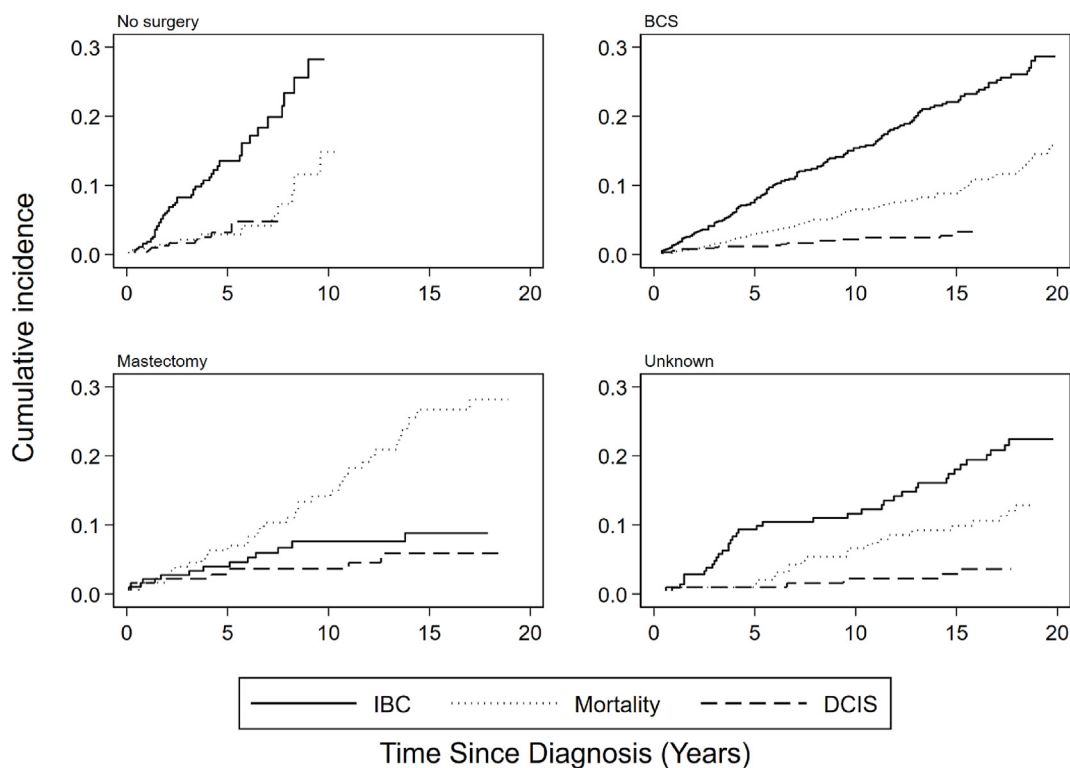 No surgery
BCS
0.3
0.2
0.1
0.0
0 5 10 15 20
0.3
0.2
0.1
0.0
0 5 10 15 20
Mastectomy
Unknown
0.3
0.2
0.1
0.0
0 5 10 15 20
0.3
0.2
0.1
0.0
0 5 10 15 20
Cumulative incidence
IBC Mortality DCIS
Time Since Diagnosis (Years)